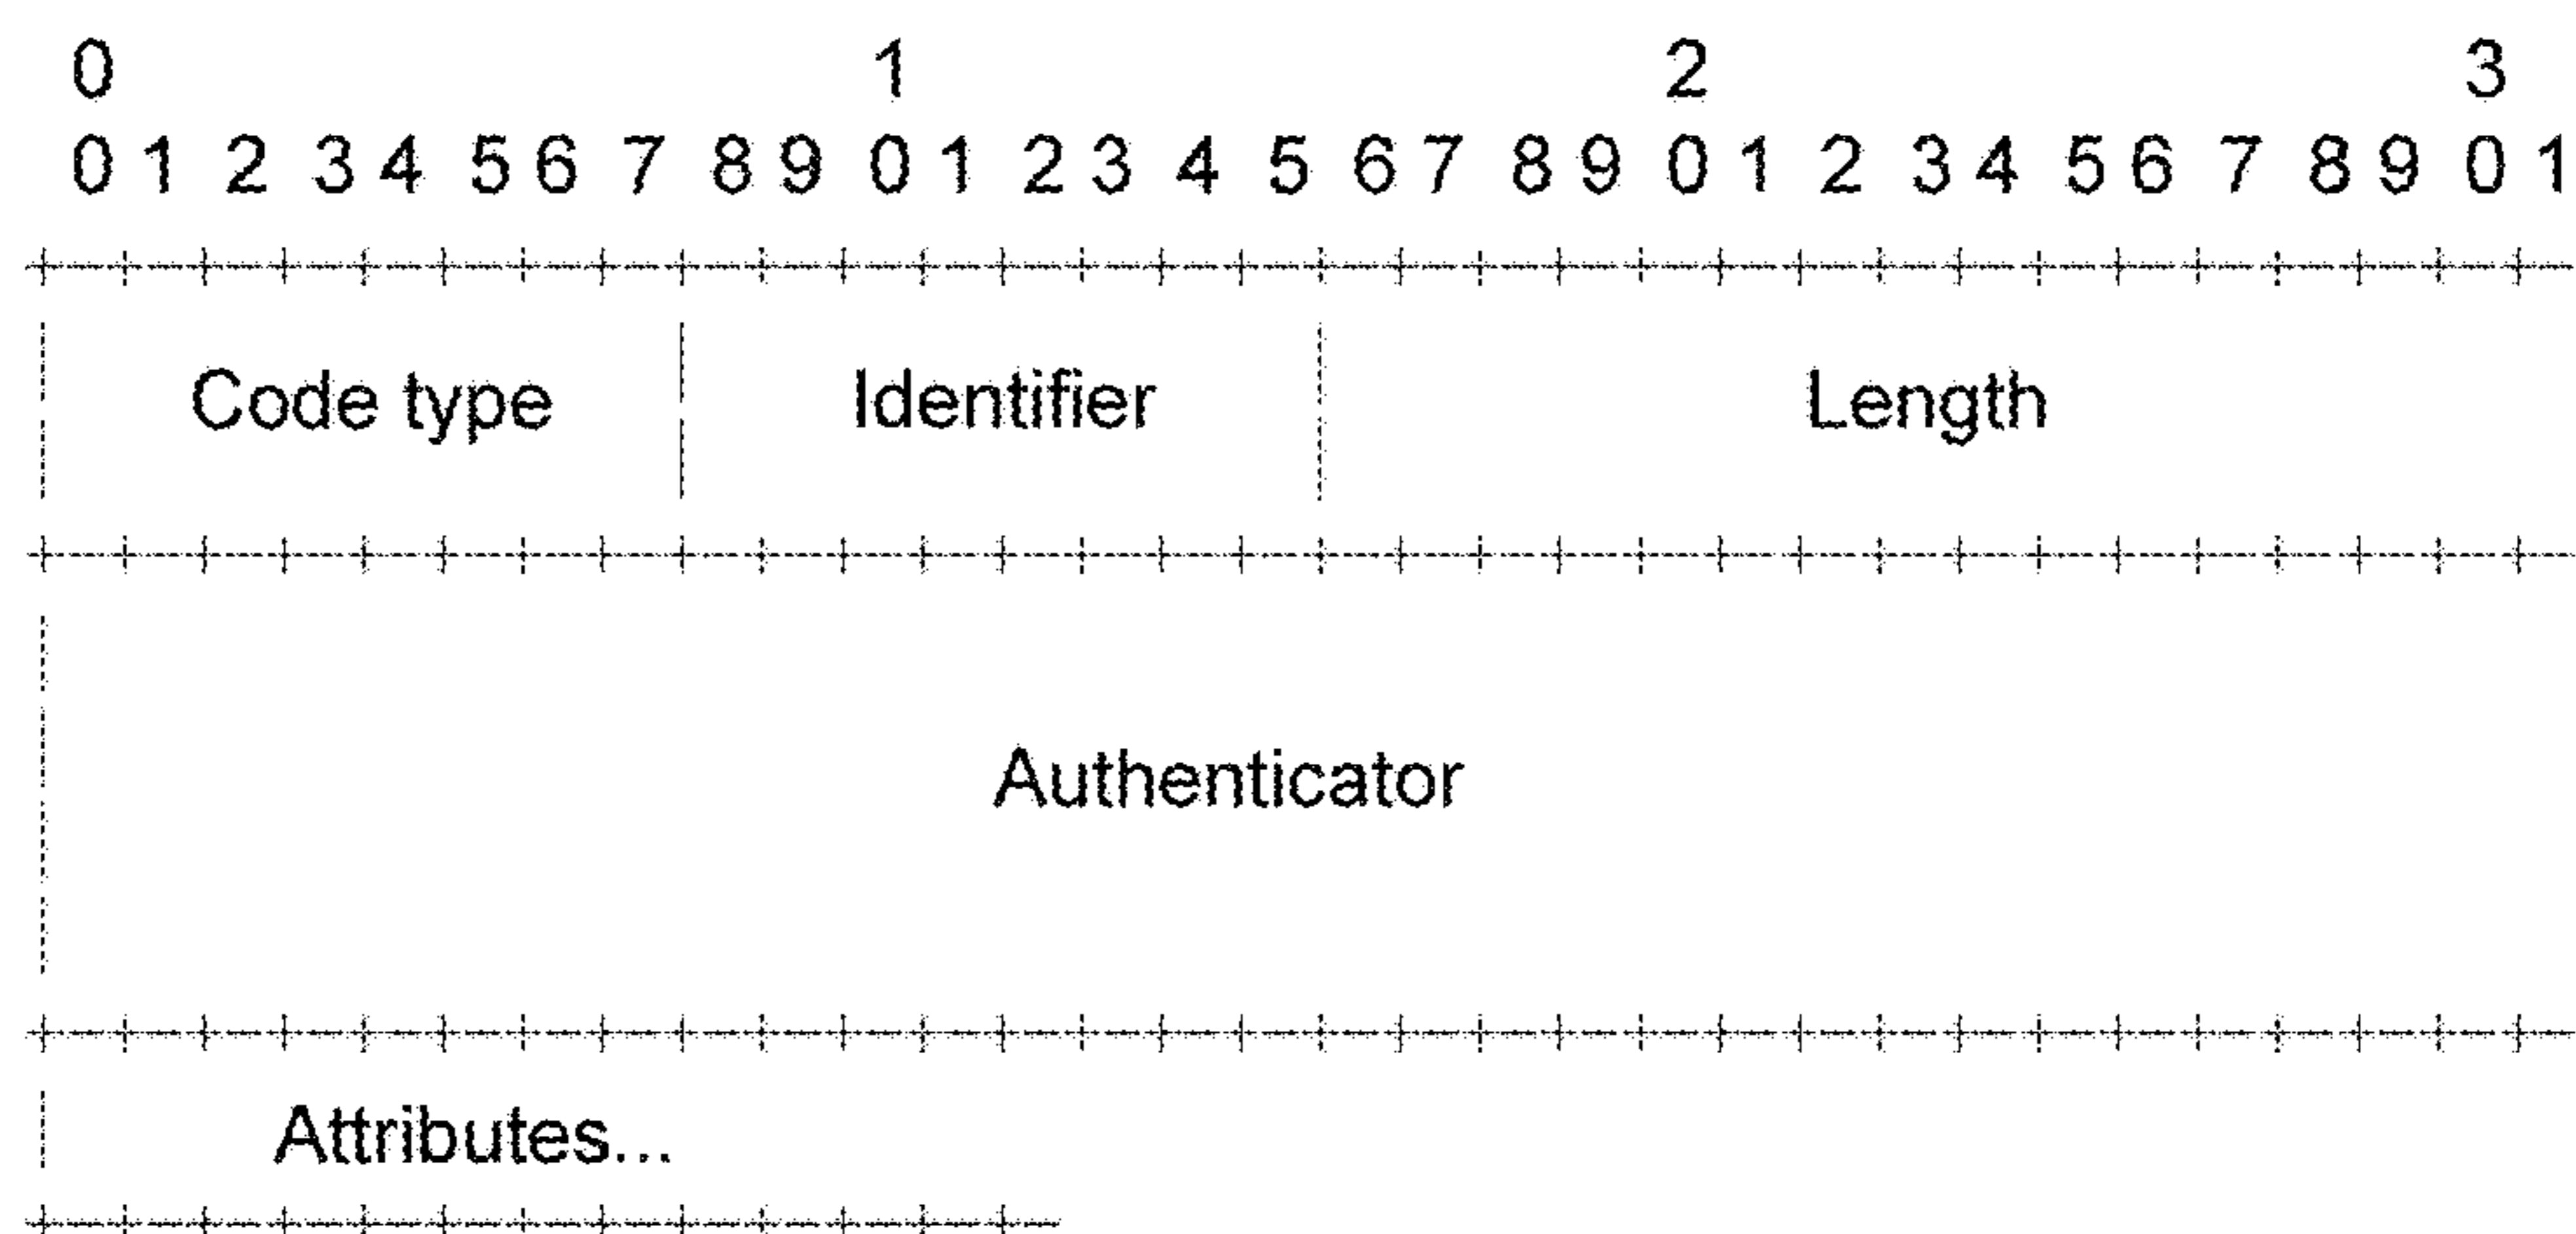 0 1 2 3
0 1 2 3 4 5 6 7 8 9 0 1 2 3 4 5 6 7 8 9 0 1 2 3 4 5 6 7 8 9 0 1
Code type Identifier Length
Authenticator
Attributes...